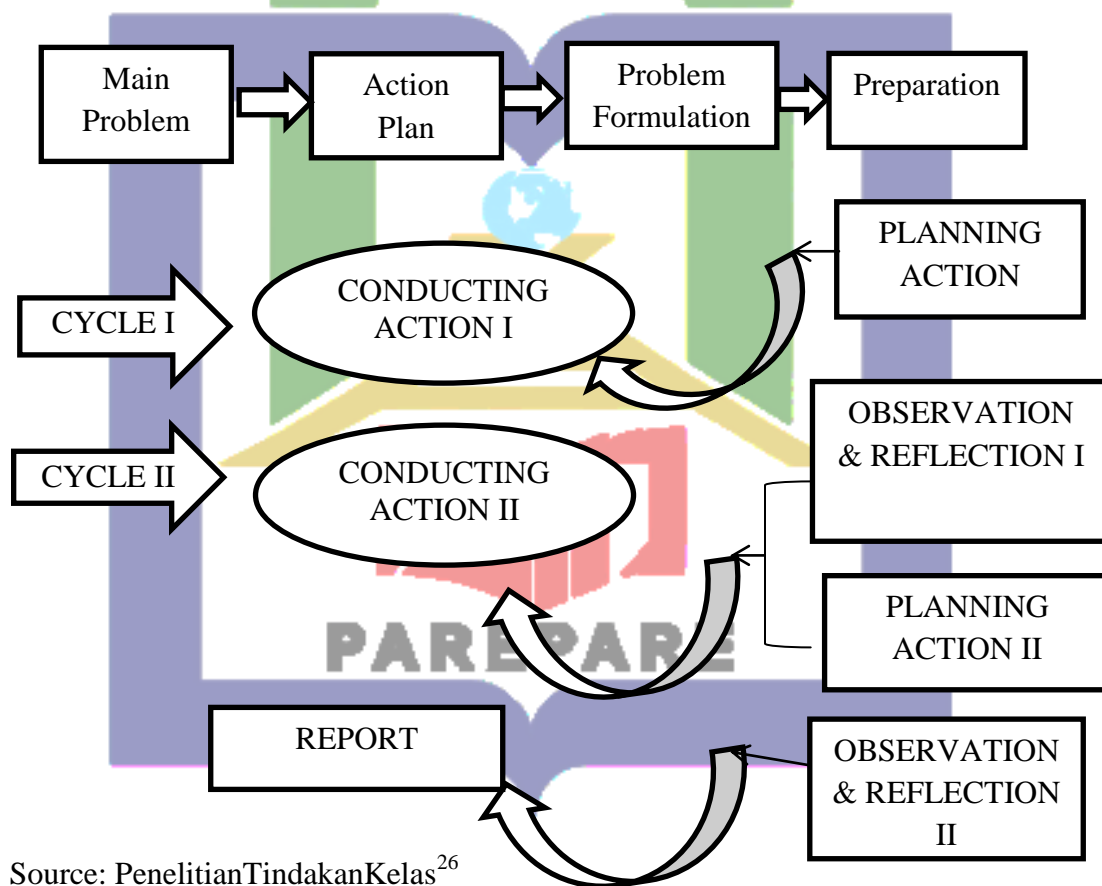 Main
Problem
Action
Plan
Problem
Formulation
Preparation
PLANNING
ACTION
CYCLE I
CONDUCTING
ACTION I
OBSERVATION
& REFLECTION I
CYCLE II
CONDUCTING
ACTION II
PLANNING
ACTION II
PAREPARE
REPORT
OBSERVATION
& REFLECTION
II
Source: PenelitianTindakanKelas26